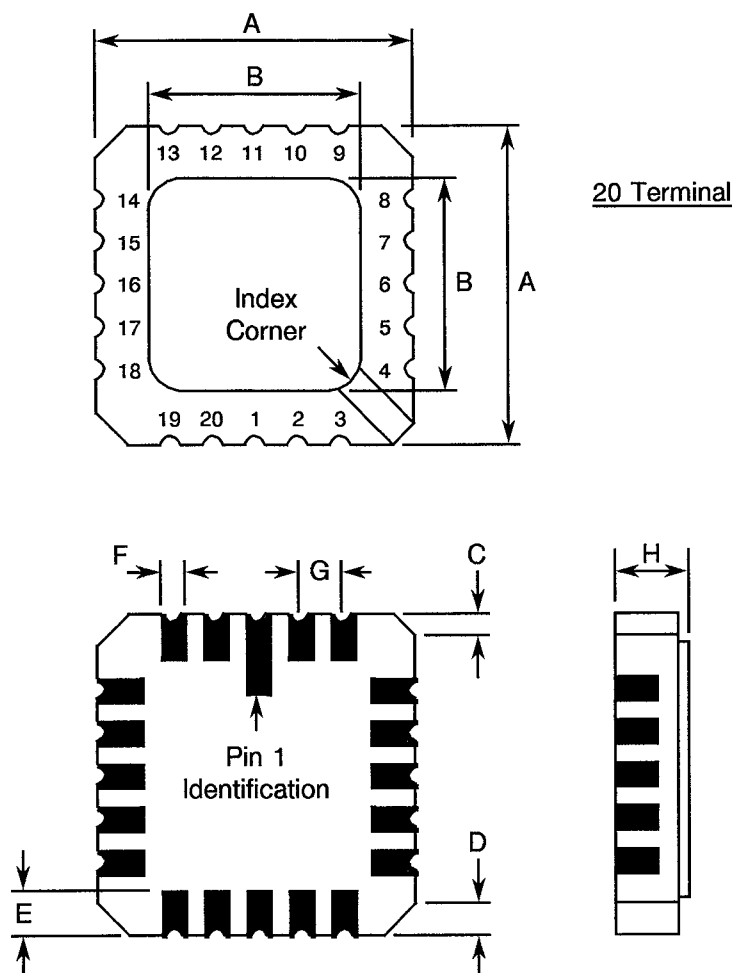 A
B
13 12 11 10 9
14
15
16
17
18
8
7
6
5
4
19 20 1 2 3
Index
Corner
B
A
20 Terminal
F
G
C
H
Pin 1
Identification
D
E